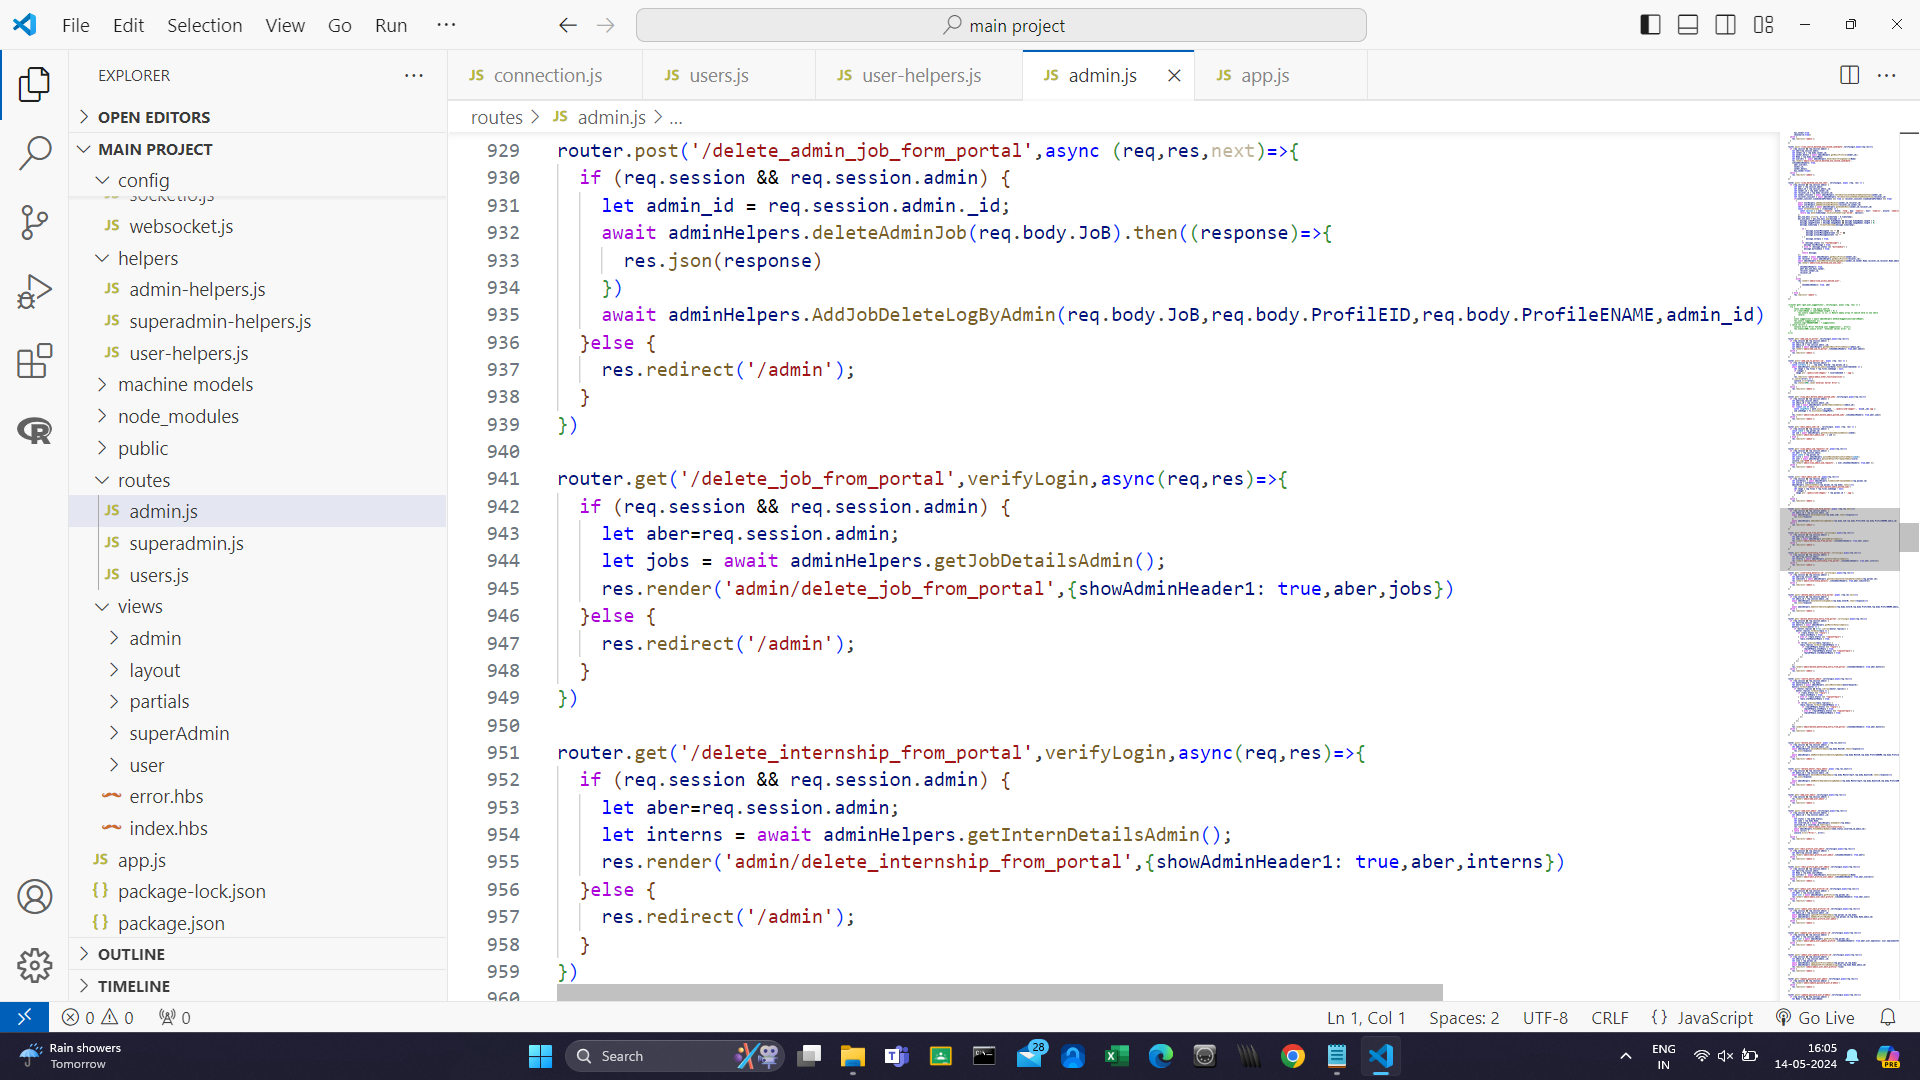 File Edit Selection View Go Run ··· main project
EXPLORER ···
OPEN EDITORS
MAIN PROJECT
config
socketio.js
JS websocket.js
helpers
JS admin-helpers.js
JS superadmin-helpers.js
JS user-helpers.js
machine models
node_modules
public
routes
JS admin.js
JS superadmin.js
JS users.js
views
admin
layout
partials
superAdmin
user
error.hbs
index.hbs
JS app.js
{} package-lock.json
{} package.json
OUTLINE
TIMELINE
JS connection.js JS users.js JS user-helpers.js JS admin.js JS app.js
routes > JS admin.js > ...
929 router.post('/delete_admin_job_form_portal',async (req,res,next)=>{
930 if (req.session && req.session.admin) {
931 let admin_id = req.session.admin._id;
932 await adminHelpers.deleteAdminJob(req.body.JoB).then((response)=>{
933 res.json(response)
934 })
935 await adminHelpers.AddJobDeleteLogByAdmin(req.body.JoB,req.body.ProfilEID,req.body.ProfileENAME,admin_id)
936 }else {
937 res.redirect('/admin');
938 }
939 })
940
941 router.get('/delete_job_from_portal',verifyLogin,async(req,res)=>{
942 if (req.session && req.session.admin) {
943 let aber=req.session.admin;
944 let jobs = await adminHelpers.getJobDetailsAdmin();
945 res.render('admin/delete_job_from_portal',{showAdminHeader1: true,aber,jobs})
946 }else {
947 res.redirect('/admin');
948 }
949 })
950
951 router.get('/delete_internship_from_portal',verifyLogin,async(req,res)=>{
952 if (req.session && req.session.admin) {
953 let aber=req.session.admin;
954 let interns = await adminHelpers.getInternDetailsAdmin();
955 res.render('admin/delete_internship_from_portal',{showAdminHeader1: true,aber,interns})
956 }else {
957 res.redirect('/admin');
958 }
959 })
960
0 0 0 Ln 1, Col 1 Spaces: 2 UTF-8 CRLF {} JavaScript Go Live
Rain showers
Tomorrow
Search
28
ENG
IN
16:05
14-05-2024
PRE